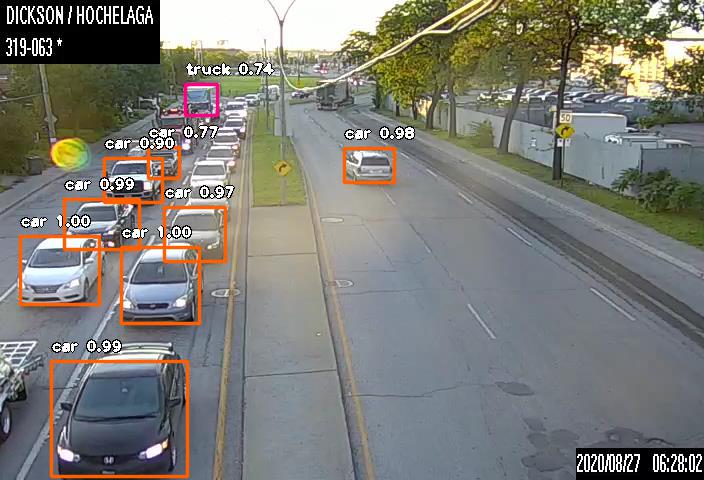 DICKSON / HOCHELAGA
319-063 *
truck 0.74
car 0.77
car 0.90
car 0.98
car 0.99
car 0.97
car 1.00
car 1.00
car 0.99
50
2020/08/27 06:28:02